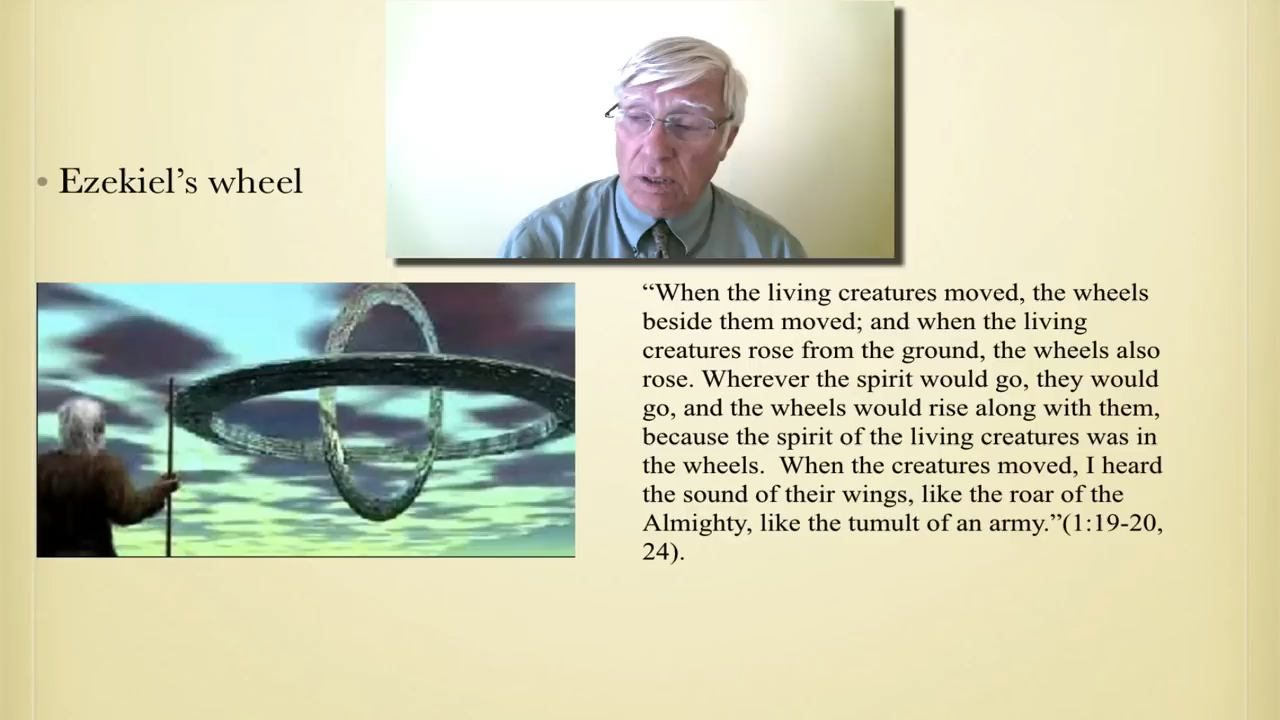 • Ezekiel’s wheel
“When the living creatures moved, the wheels
beside them moved; and when the living
creatures rose from the ground, the wheels also
rose. Wherever the spirit would go, they would
go, and the wheels would rise along with them,
because the spirit of the living creatures was in
the wheels.  When the creatures moved, I heard
the sound of their wings, like the roar of the
Almighty, like the tumult of an army.”(1:19-20,
24).